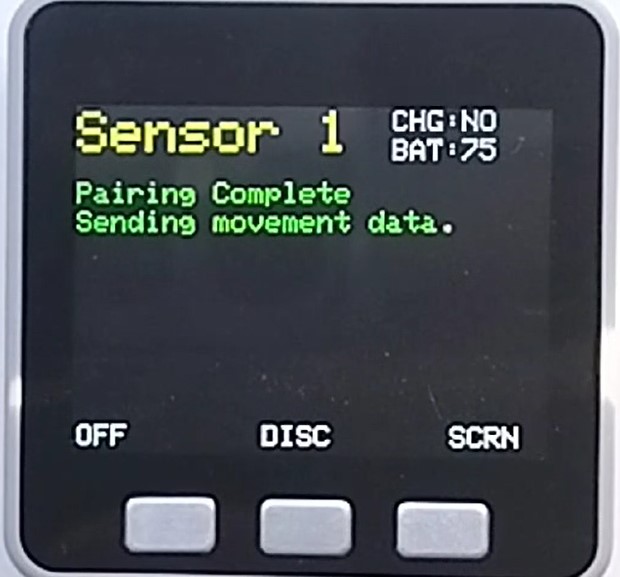 Sensor 1
CHG:NO
BAT:75
Pairing Complete
Sending movement data.
OFF DISC SCRN